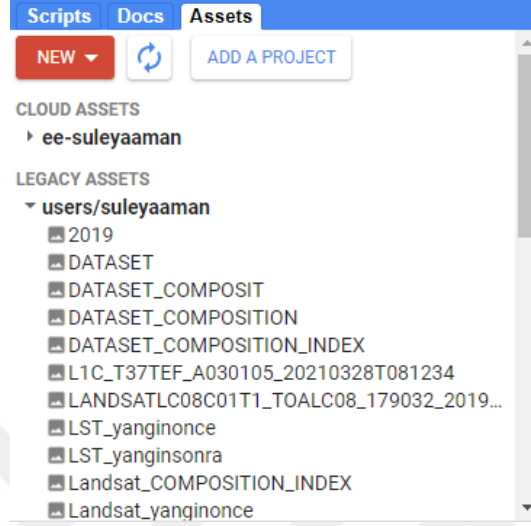 Scripts Docs Assets
NEW ADD A PROJECT
CLOUD ASSETS
ee-suleyaaman
LEGACY ASSETS
users/suleyaaman
2019
DATASET
DATASET_COMPOSIT
DATASET_COMPOSITION
DATASET_COMPOSITION_INDEX
L1C_T37TEF_A030105_20210328T081234
LANDSATLC08C01T1_TOALC08_179032_2019...
LST_yanginonce
LST_yanginsonra
Landsat_COMPOSITION_INDEX
Landsat_yanginonce